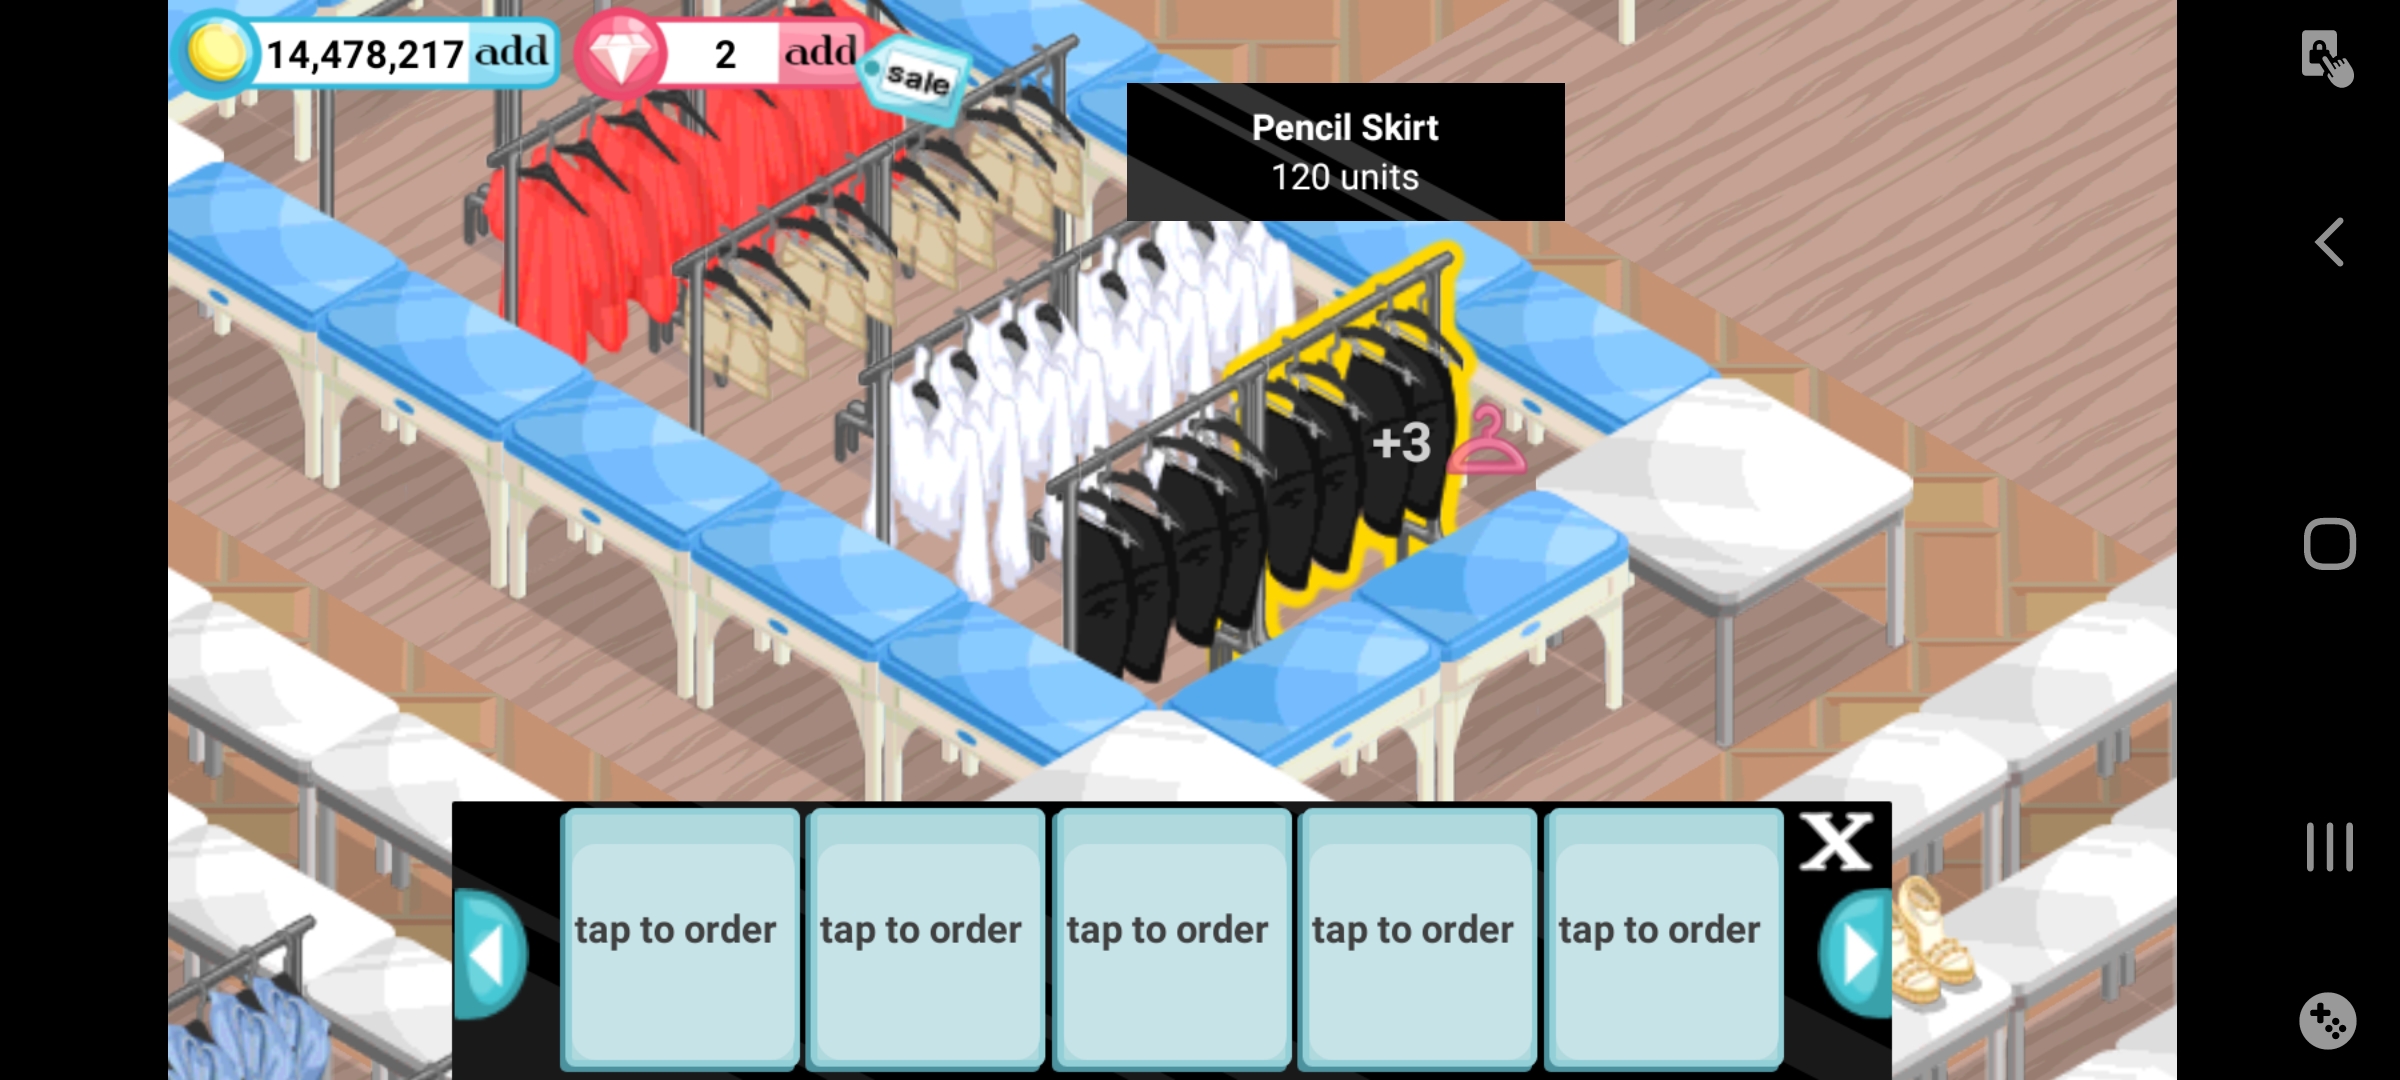 14,478,217 add
2 add
sale
Pencil Skirt
120 units
+3
X
tap to order
tap to order
tap to order
tap to order
tap to order